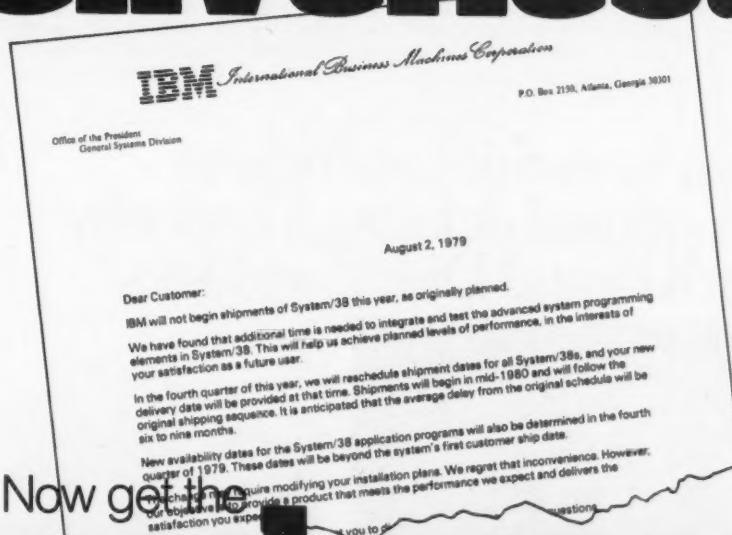 IBM International Business Machines Corporation
P.O. Box 2150, Atlanta, Georgia 30301
Office of the President
General Systems Division
August 2, 1979
Dear Customer:
IBM will not begin shipments of System/38 this year, as originally planned.
We have found that additional time is needed to integrate and test the advanced system programming
elements in System/38. This will help us achieve planned levels of performance, in the interests of
your satisfaction as a future user.
In the fourth quarter of this year, we will reschedule shipment dates for all System/38s, and your new
delivery date will be provided at that time. Shipments will begin in mid-1980 and will follow the
original shipping sequence. It is anticipated that the average delay from the original schedule will be
six to nine months.
New availability dates for the System/38 application programs will also be determined in the fourth
quarter of 1979. These dates will be beyond the system's first customer ship date.
quire modifying your installation plans. We regret that inconvenience. However,
our objective is to provide a product that meets the performance we expect and delivers the
satisfaction you expec
you to di
questions
Now get the